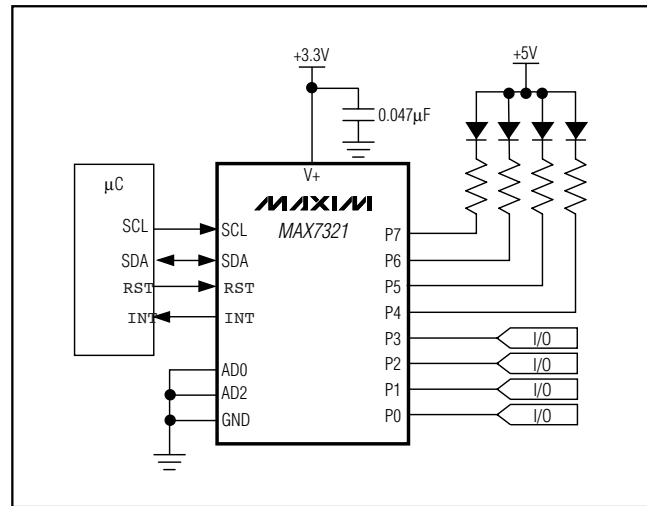 +3.3V
+5V
0.047µF
µC
V+
MAXIM
MAX7321
SCL
SCL
P7
SDA
SDA
P6
RST
RST
P5
INT
INT
P4
P3
I/O
AD0
P2
I/O
AD2
P1
I/O
GND
P0
I/O